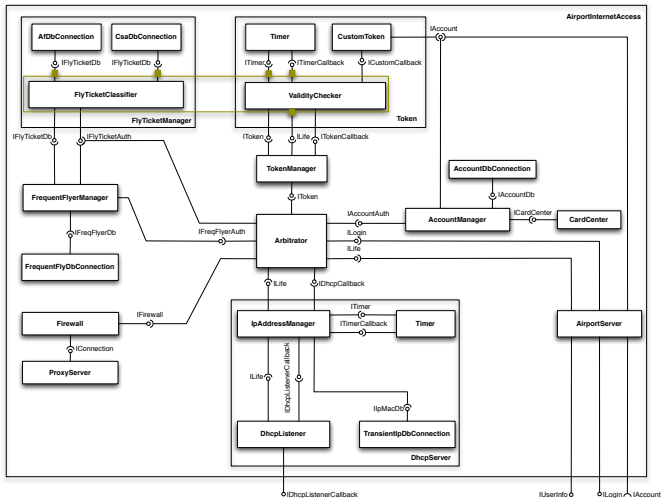 AirportInternetAccess
AfDbConnection
CsaDbConnection
Timer
CustomToken
IAccount
IFlyTicketDb
IFlyTicketDb
ITimer
ITimerCallback
ICustomCallback
FlyTicketClassifier
ValidityChecker
FlyTicketManager
Token
IFlyTicketDb
IFlyTicketAuth
IToken
ILife
ITokenCallback
TokenManager
AccountDbConnection
IToken
IAccountDb
FrequentFlyerManager
IAccountAuth
AccountManager
ICardCenter
CardCenter
IFreqFlyerDb
IFreqFlyerAuth
Arbitrator
ILogin
ILife
FrequentFlyDbConnection
ILife
IDhcpCallback
Firewall
IFirewall
IpAddressManager
ITimer
ITimerCallback
Timer
AirportServer
IConnection
ProxyServer
ILife
IDhcpListenerCallback
IIpMacDb
DhcpListener
TransientIpDbConnection
DhcpServer
IDhcpListenerCallback
IUserInfo
ILogin
IAccount